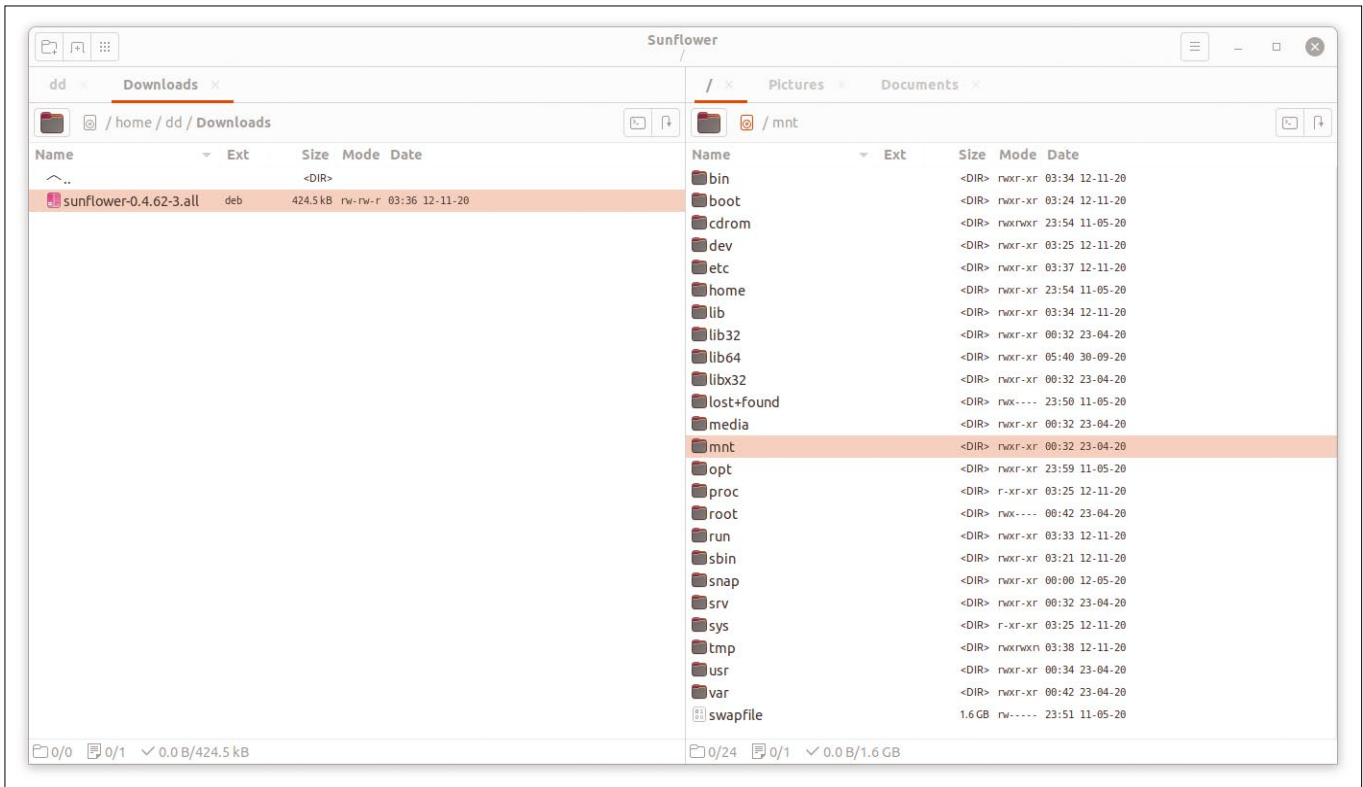 Sunflower
/
dd × Downloads ×
/ home / dd / Downloads
Name Ext Size Mode Date
.. <DIR>
sunflower-0.4.62-3.all deb 424.5 kB rw-rw-r 03:36 12-11-20
0/0 0/1 0.0 B/424.5 kB
/ × Pictures × Documents ×
/ mnt
Name Ext Size Mode Date
bin <DIR> rwxr-xr 03:34 12-11-20
boot <DIR> rwxr-xr 03:24 12-11-20
cdrom <DIR> rwxrwxr 23:54 11-05-20
dev <DIR> rwxr-xr 03:25 12-11-20
etc <DIR> rwxr-xr 03:37 12-11-20
home <DIR> rwxr-xr 23:54 11-05-20
lib <DIR> rwxr-xr 03:34 12-11-20
lib32 <DIR> rwxr-xr 00:32 23-04-20
lib64 <DIR> rwxr-xr 05:40 30-09-20
libx32 <DIR> rwxr-xr 00:32 23-04-20
lost+found <DIR> rwx---- 23:50 11-05-20
media <DIR> rwxr-xr 00:32 23-04-20
mnt <DIR> rwxr-xr 00:32 23-04-20
opt <DIR> rwxr-xr 23:59 11-05-20
proc <DIR> r-xr-xr 03:25 12-11-20
root <DIR> rwx---- 00:42 23-04-20
run <DIR> rwxr-xr 03:33 12-11-20
sbin <DIR> rwxr-xr 03:21 12-11-20
snap <DIR> rwxr-xr 00:00 12-05-20
srv <DIR> rwxr-xr 00:32 23-04-20
sys <DIR> r-xr-xr 03:25 12-11-20
tmp <DIR> rwxrwxr 03:38 12-11-20
usr <DIR> rwxr-xr 00:34 23-04-20
var <DIR> rwxr-xr 00:42 23-04-20
swapfile 1.6 GB rw----- 23:51 11-05-20
0/24 0/1 0.0 B/1.6 GB